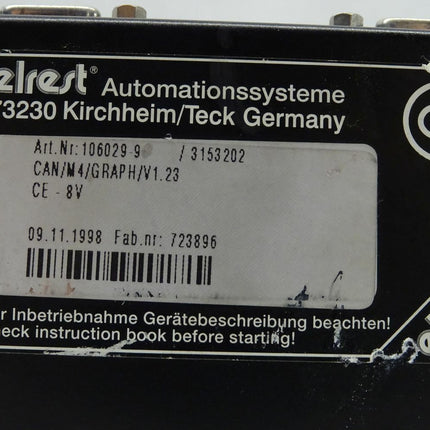 elrest® Automationssysteme
73230 Kirchheim/Teck Germany
Art.Nr:106029 9 / 3153202
CAN/M4/GRAPH/V1.23
CE - 8V
09.11.1998 Fab.nr: 723896
r Inbetriebnahme Gerätebeschreibung beachten!
eck instruction book before starting!